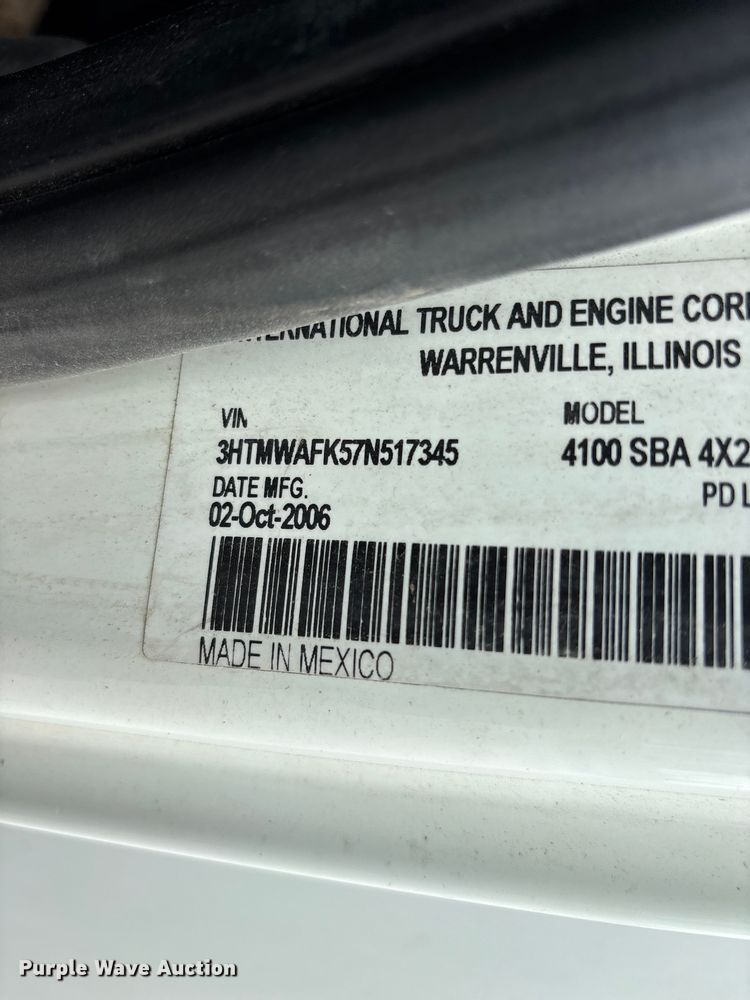 INTERNATIONAL TRUCK AND ENGINE COR
WARRENVILLE, ILLINOIS
VIN
MODEL
3HTMWAFK57N517345
4100 SBA 4X2
DATE MFG.
PD L
02-Oct-2006
MADE IN MEXICO
Purple Wave Auction